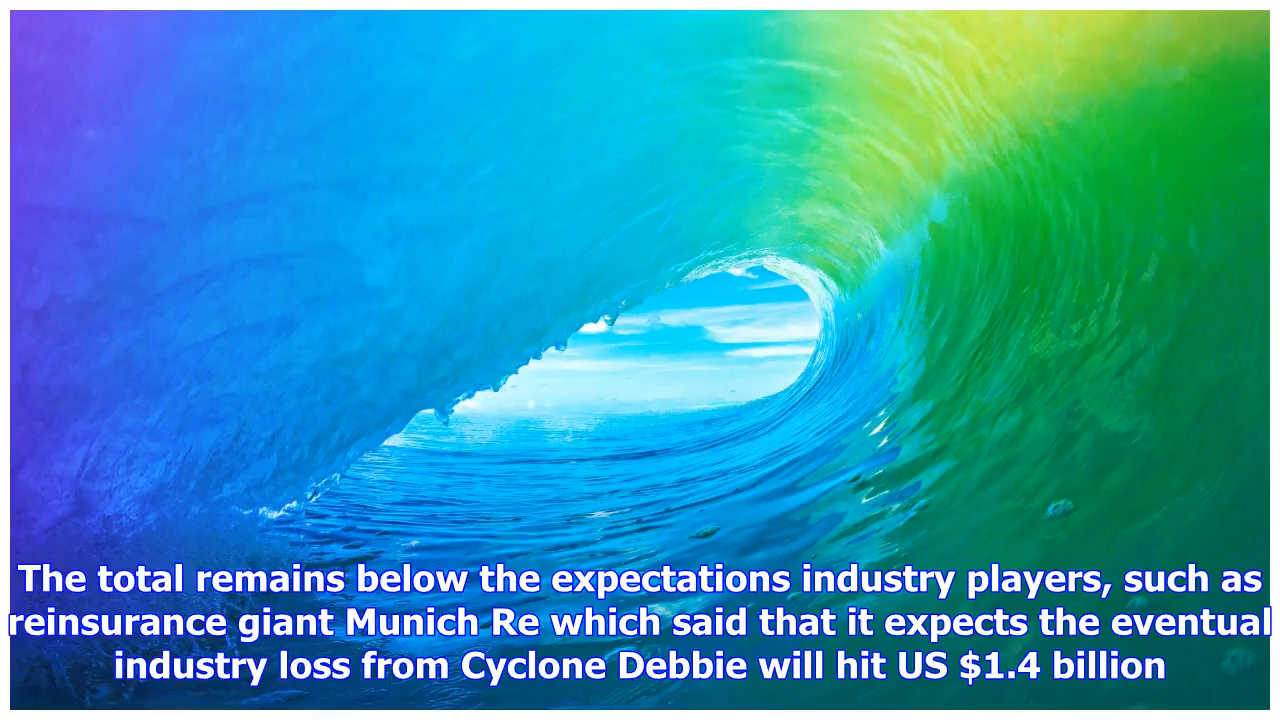 The total remains below the expectations industry players, such as
reinsurance giant Munich Re which said that it expects the eventual
industry loss from Cyclone Debbie will hit US $1.4 billion